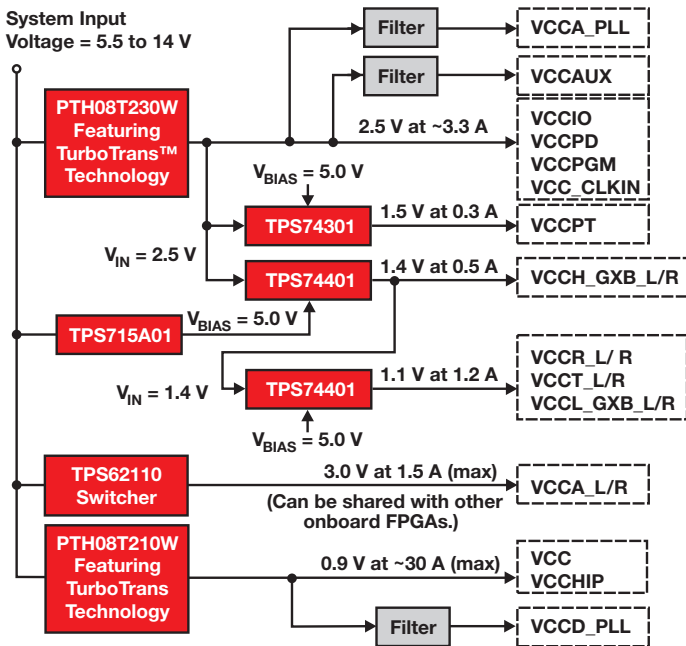 System Input
Voltage = 5.5 to 14 V
Filter
VCCA_PLL
Filter
VCCAUX
PTH08T230W
Featuring
TurboTrans™
Technology
2.5 V at ~3.3 A
VCCIO
VCCPD
VCCPGM
VCC_CLKIN
VBIAS = 5.0 V
TPS74301
1.5 V at 0.3 A
VCCPT
VIN = 2.5 V
TPS74401
1.4 V at 0.5 A
VCCH_GXB_L/R
TPS715A01
VBIAS = 5.0 V
VIN = 1.4 V
TPS74401
1.1 V at 1.2 A
VCCR_L/ R
VCCT_L/R
VCCL_GXB_L/R
VBIAS = 5.0 V
TPS62110
Switcher
3.0 V at 1.5 A (max)
(Can be shared with other
onboard FPGAs.)
VCCA_L/R
PTH08T210W
Featuring
TurboTrans
Technology
0.9 V at ~30 A (max)
VCC
VCCHIP
Filter
VCCD_PLL